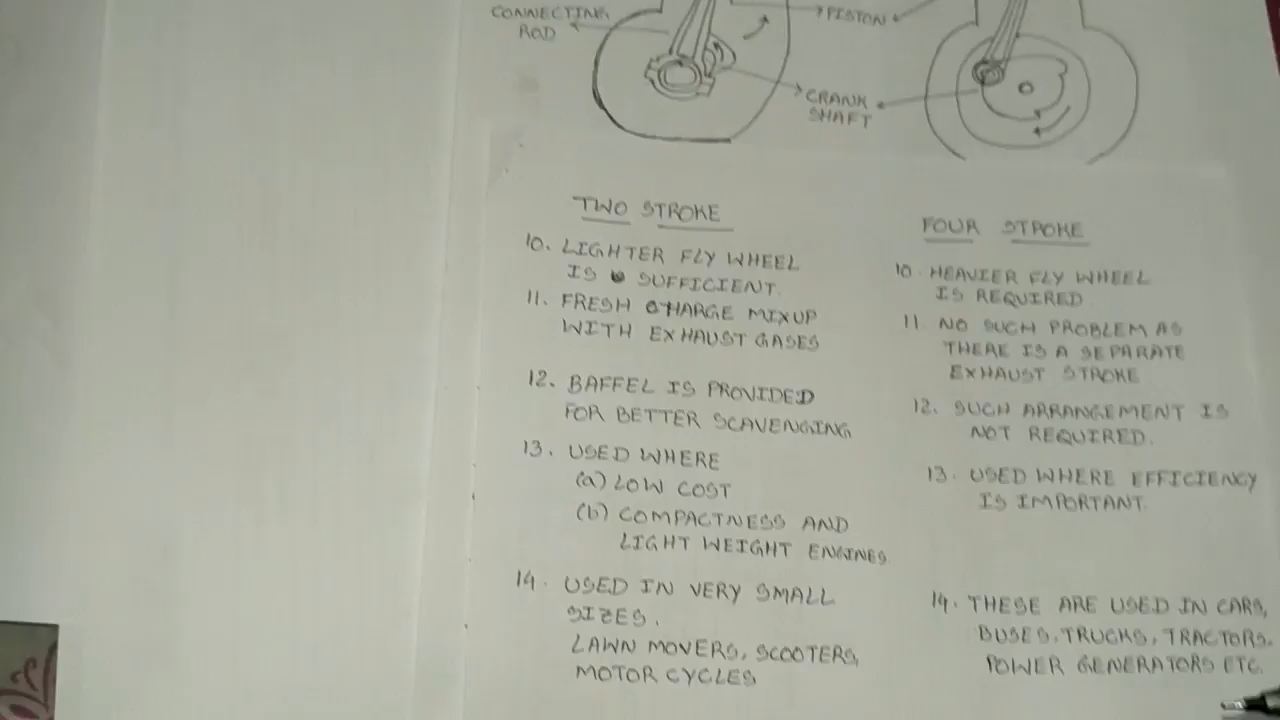 CONNECTING
ROD
PISTON
CRANK
SHAFT
TWO STROKE
10. LIGHTER FLY WHEEL
IS SUFFICIENT.
11. FRESH CHARGE MIXUP
WITH EXHAUST GASES
12. BAFFEL IS PROVIDED
FOR BETTER SCAVENGING
13. USED WHERE
(a) LOW COST
(b) COMPACTNESS AND
LIGHT WEIGHT ENGINES
14. USED IN VERY SMALL
SIZES.
LAWN MOVERS, SCOOTERS,
MOTOR CYCLES
FOUR STROKE
10. HEAVIER FLY WHEEL
IS REQUIRED
11. NO SUCH PROBLEM AS
THERE IS A SEPARATE
EXHAUST STROKE
12. SUCH ARRANGEMENT IS
NOT REQUIRED.
13. USED WHERE EFFICIENCY
IS IMPORTANT.
14. THESE ARE USED IN CARS,
BUSES, TRUCKS, TRACTORS.
POWER GENERATORS ETC.